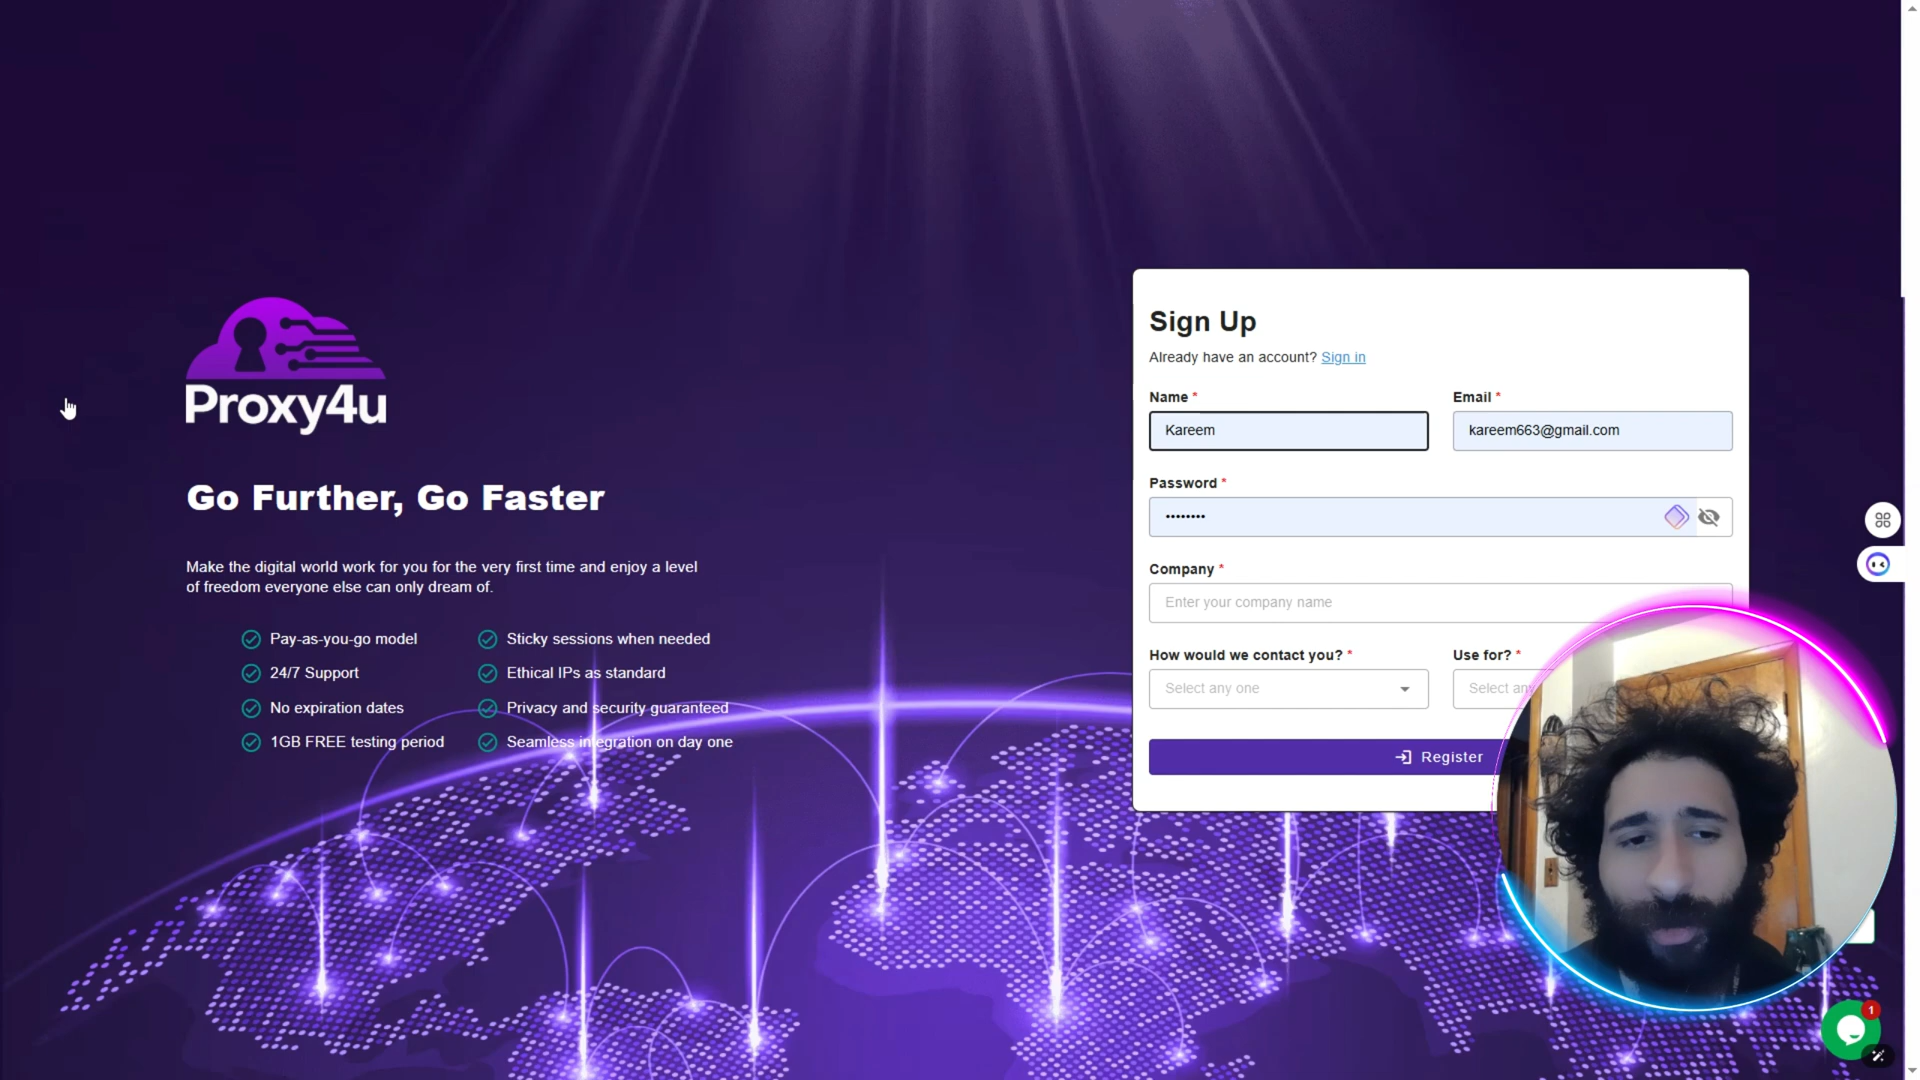 Proxy4u
Go Further, Go Faster
Make the digital world work for you for the very first time and enjoy a level
of freedom everyone else can only dream of.
Pay-as-you-go model
24/7 Support
No expiration dates
1GB FREE testing period
Sticky sessions when needed
Ethical IPs as standard
Privacy and security guaranteed
Seamless integration on day one
Sign Up
Already have an account? Sign in
Name *
Kareem
Email *
kareem663@gmail.com
Password *
••••••••
Company *
Enter your company name
How would we contact you? *
Select any one
Use for? *
Select any
Register
1